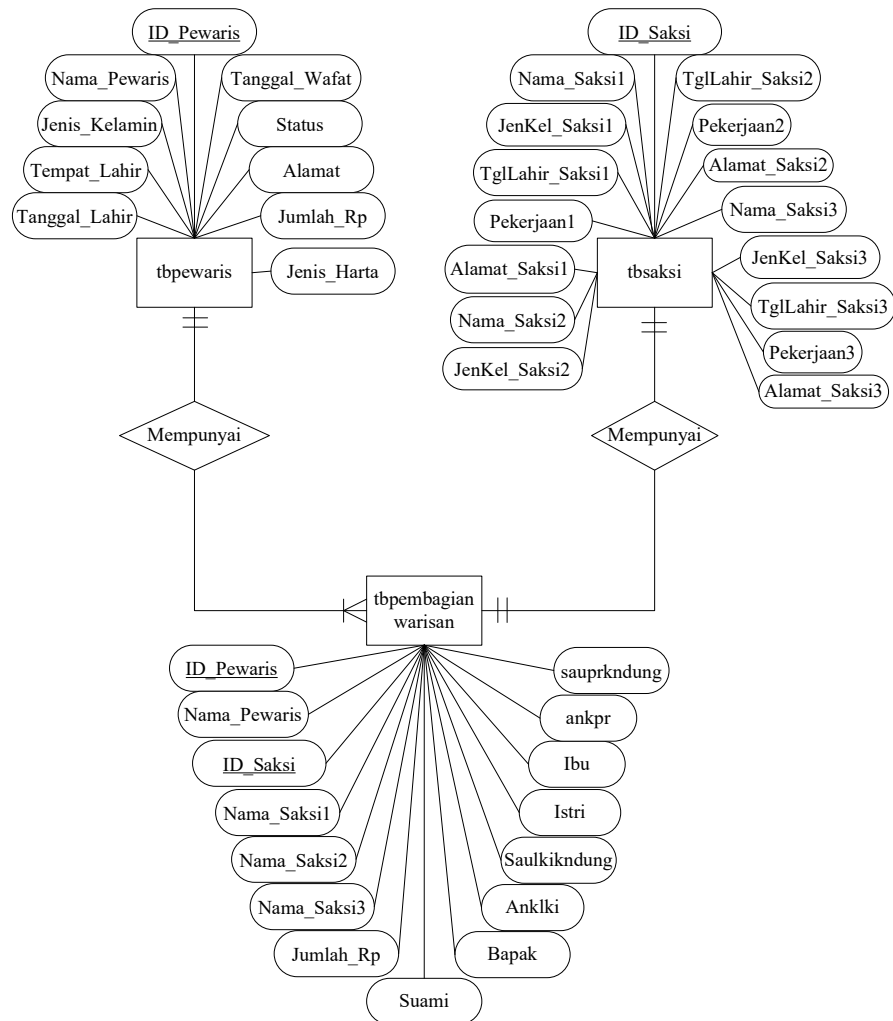 ID_Pewaris
Nama_Pewaris
Jenis_Kelamin
Tempat_Lahir
Tanggal_Lahir
Tanggal_Wafat
Status
Alamat
Jumlah_Rp
Jenis_Harta
tbpewaris
Mempunyai
ID_Saksi
Nama_Saksi1
JenKel_Saksi1
TglLahir_Saksi1
Pekerjaan1
Alamat_Saksi1
Nama_Saksi2
JenKel_Saksi2
TglLahir_Saksi2
Pekerjaan2
Alamat_Saksi2
Nama_Saksi3
JenKel_Saksi3
TglLahir_Saksi3
Pekerjaan3
Alamat_Saksi3
tbsaksi
Mempunyai
tbpembagian
warisan
ID_Pewaris
Nama_Pewaris
ID_Saksi
Nama_Saksi1
Nama_Saksi2
Nama_Saksi3
Jumlah_Rp
Suami
sauprkndung
ankpr
Ibu
Istri
Saulkikndung
Anklki
Bapak